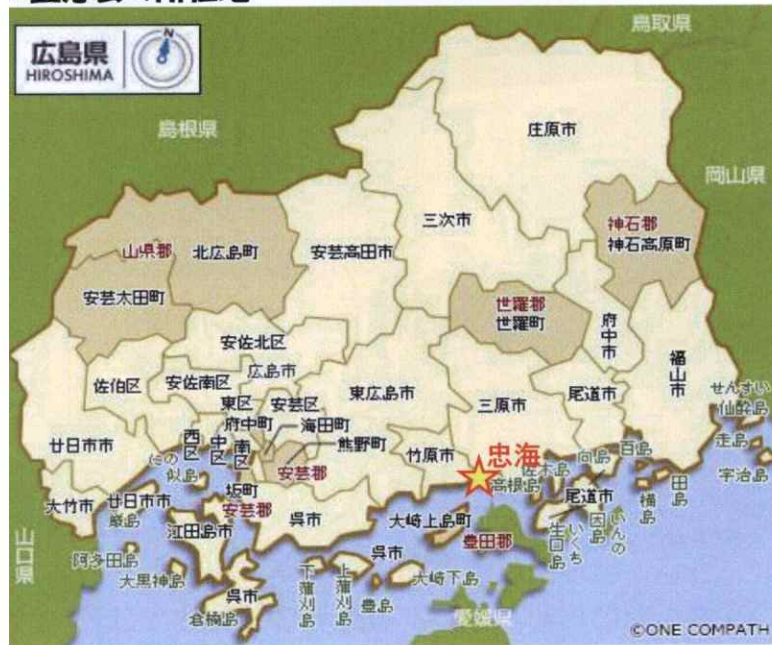 鳥取県
広島県
HIROSHIMA
N
島根県
庄原市
岡山県
三次市
神石郡
神石高原町
山県郡
北広島町
安芸高田市
安芸太田町
世羅郡
世羅町
府中市
安佐北区
広島市
福山市
佐伯区
安佐南区
東広島市
三原市
尾道市
せんすい
仙酔島
東区
安芸区
府中町
海田町
熊野町
廿日市市
西区
中区
南区
竹原市
忠海
佐木島
向島
百島
走島
にの
似島
安芸郡
高根島
宇治島
大竹市
廿日市市
厳島
坂町
安芸郡
呉市
大崎上島町
尾道市
田島
横島
いんの
因島
いくち
生口島
江田島市
豊田郡
山口県
阿多田島
大黒神島
呉市
倉橋島
下蒲刈島
上蒲刈島
豊島
呉市
大崎下島
愛媛県
©ONE COMPATH